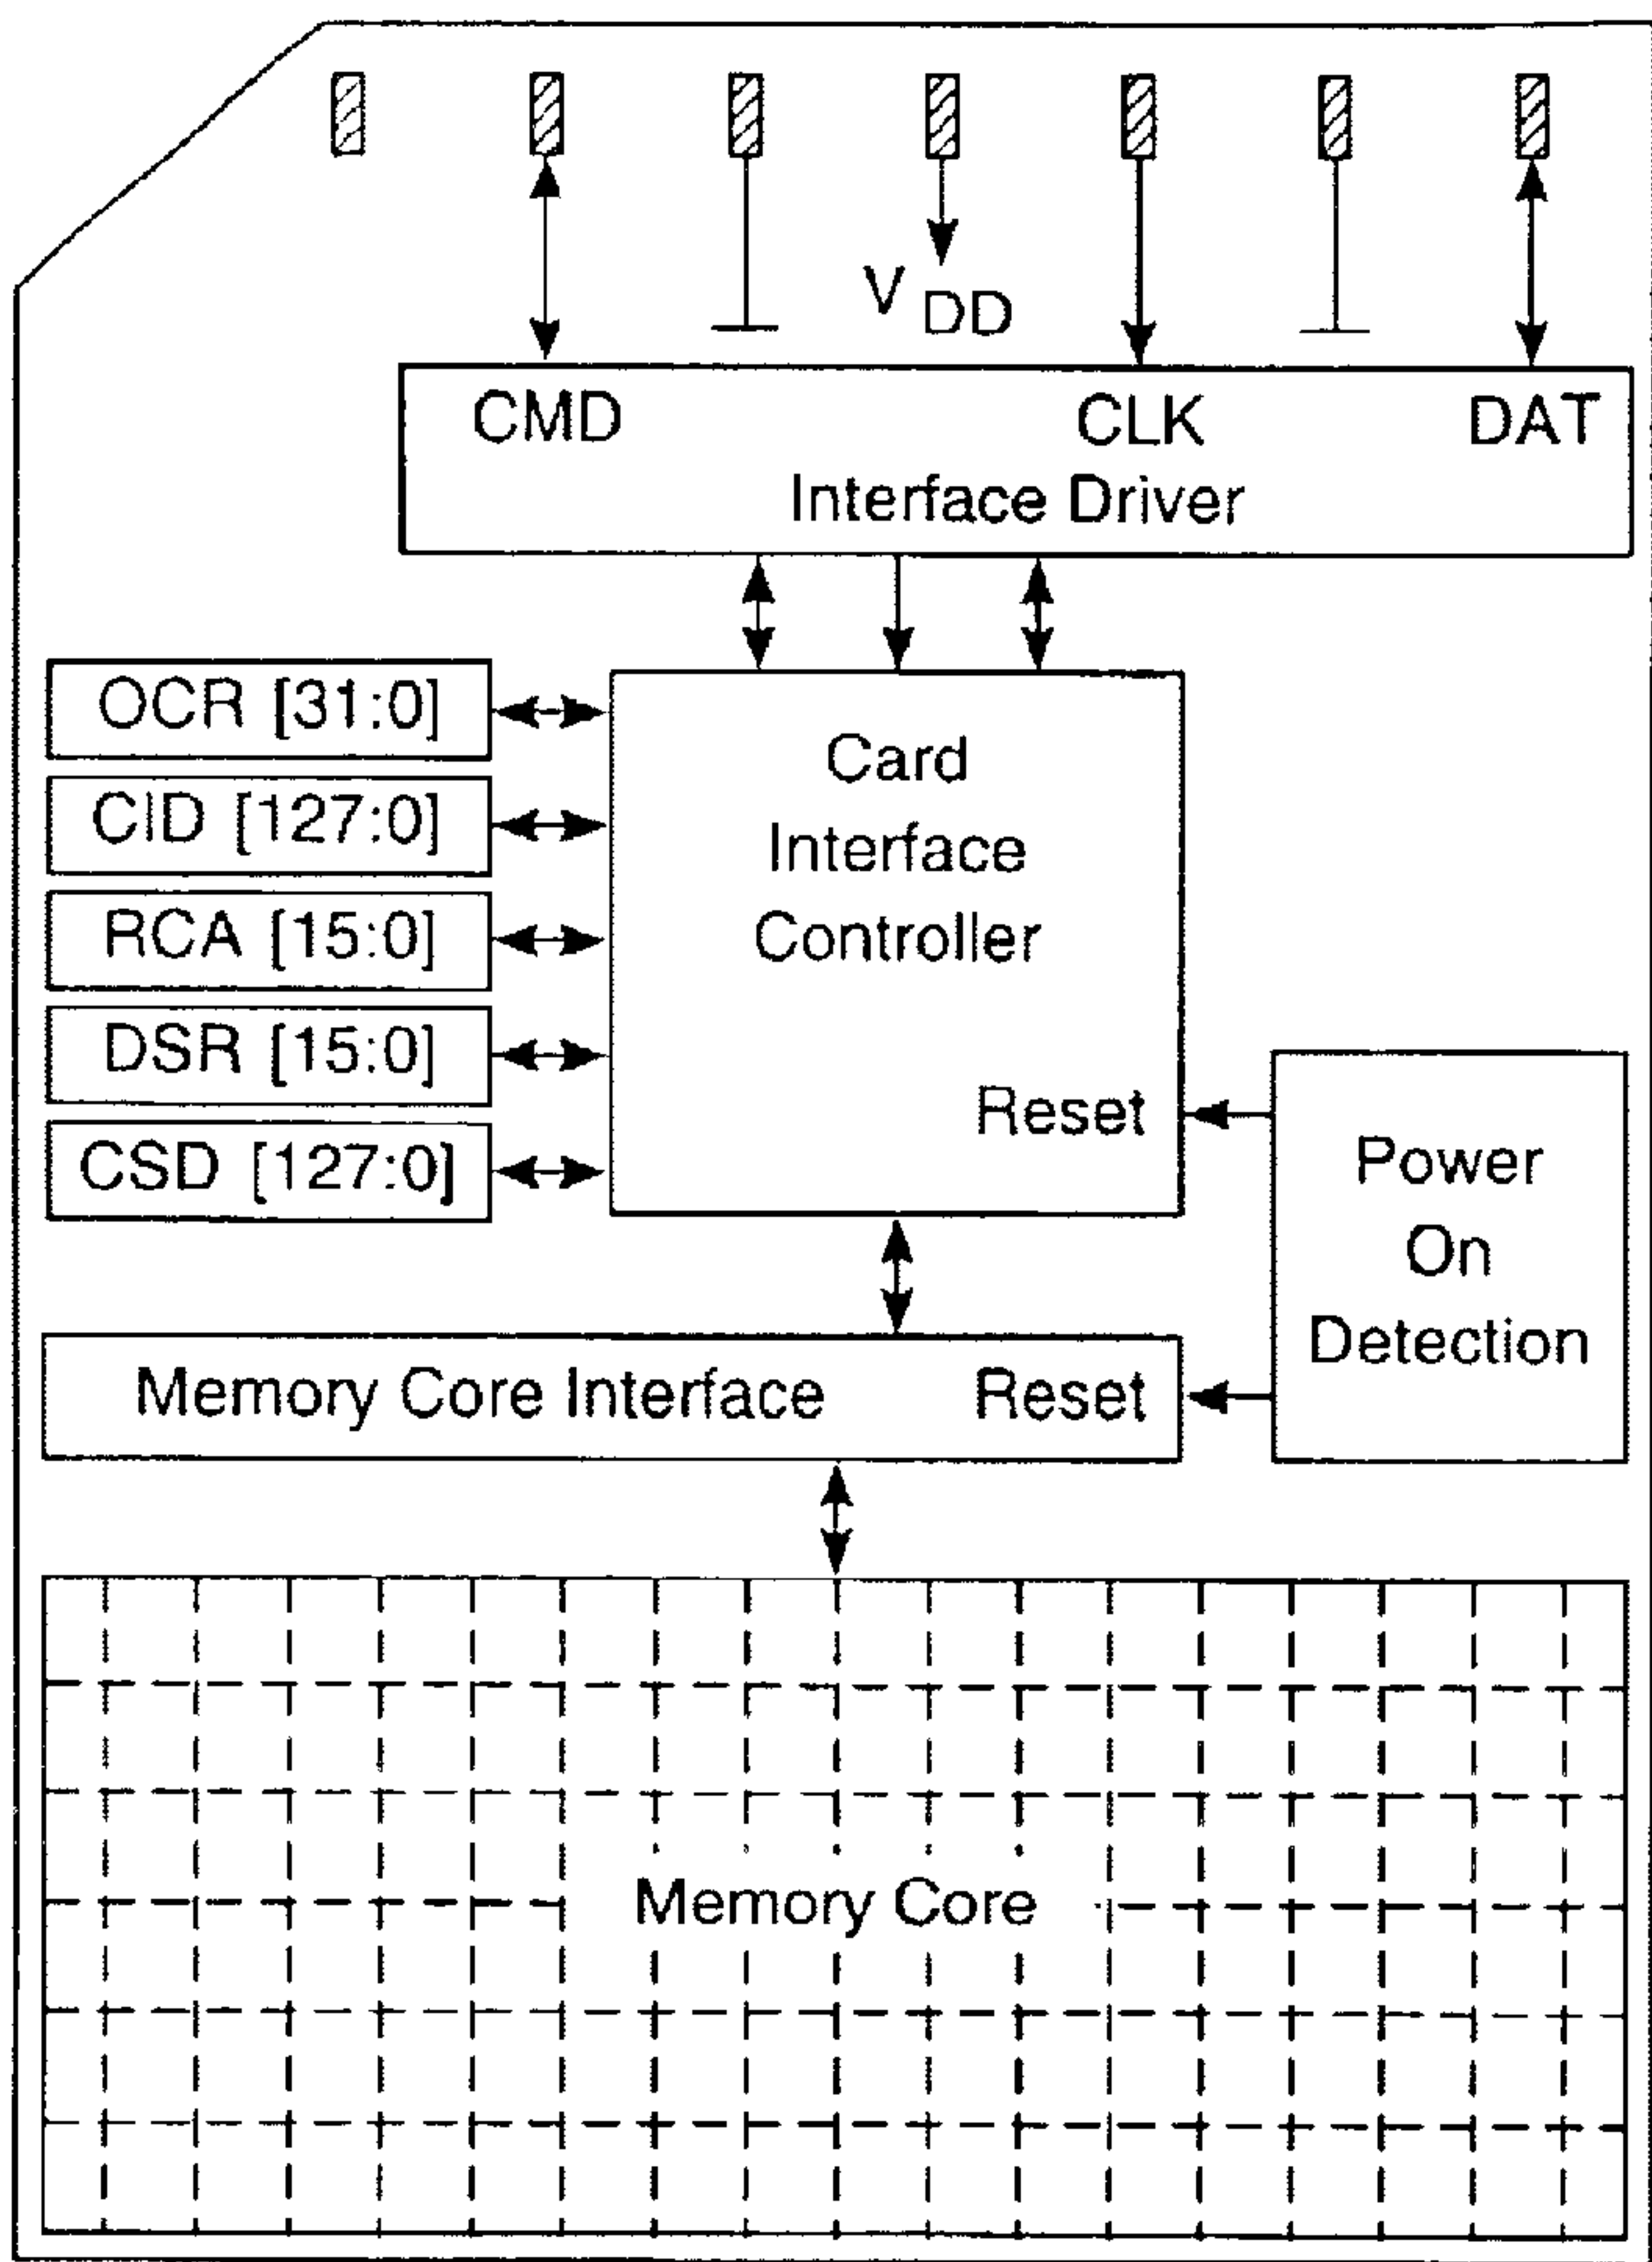 V DD
CMD CLK DAT
Interface Driver
OCR [31:0]
CID [127:0]
RCA [15:0]
DSR [15:0]
CSD [127:0]
Card
Interface
Controller
Reset
Power
On
Detection
Memory Core Interface Reset
Memory Core